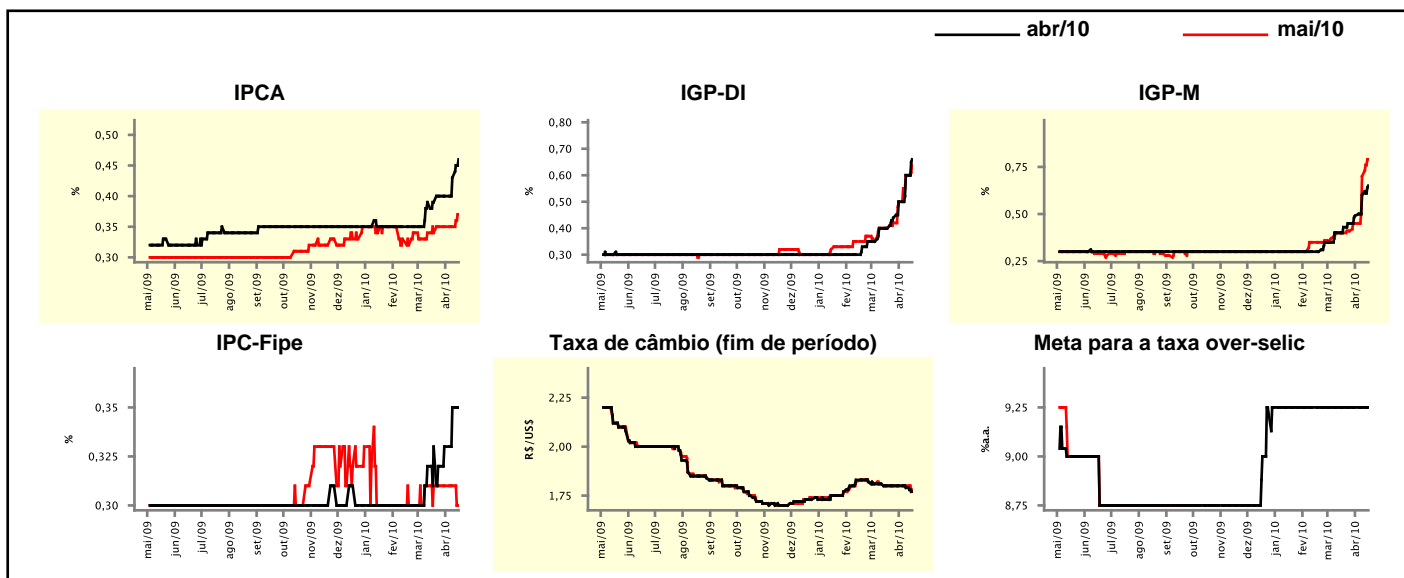 abr/10 mai/10
IPCA IGP-DI IGP-M
0,50
0,45
0,40
0,35
0,30
%
mai/09 jun/09 jul/09 ago/09 set/09 out/09 nov/09 dez/09 jan/10 fev/10 mar/10 abr/10
0,80
0,70
0,60
0,50
0,40
0,30
%
mai/09 jun/09 jul/09 ago/09 set/09 out/09 nov/09 dez/09 jan/10 fev/10 mar/10 abr/10
0,75
0,50
0,25
%
mai/09 jun/09 jul/09 ago/09 set/09 out/09 nov/09 dez/09 jan/10 fev/10 mar/10 abr/10
IPC-Fipe Taxa de câmbio (fim de período) Meta para a taxa over-selic
0,35
0,325
0,30
%
mai/09 jun/09 jul/09 ago/09 set/09 out/09 nov/09 dez/09 jan/10 fev/10 mar/10 abr/10
2,25
2,00
1,75
R$/US$
mai/09 jun/09 jul/09 ago/09 set/09 out/09 nov/09 dez/09 jan/10 fev/10 mar/10 abr/10
9,25
9,00
8,75
%a.a.
mai/09 jun/09 jul/09 ago/09 set/09 out/09 nov/09 dez/09 jan/10 fev/10 mar/10 abr/10